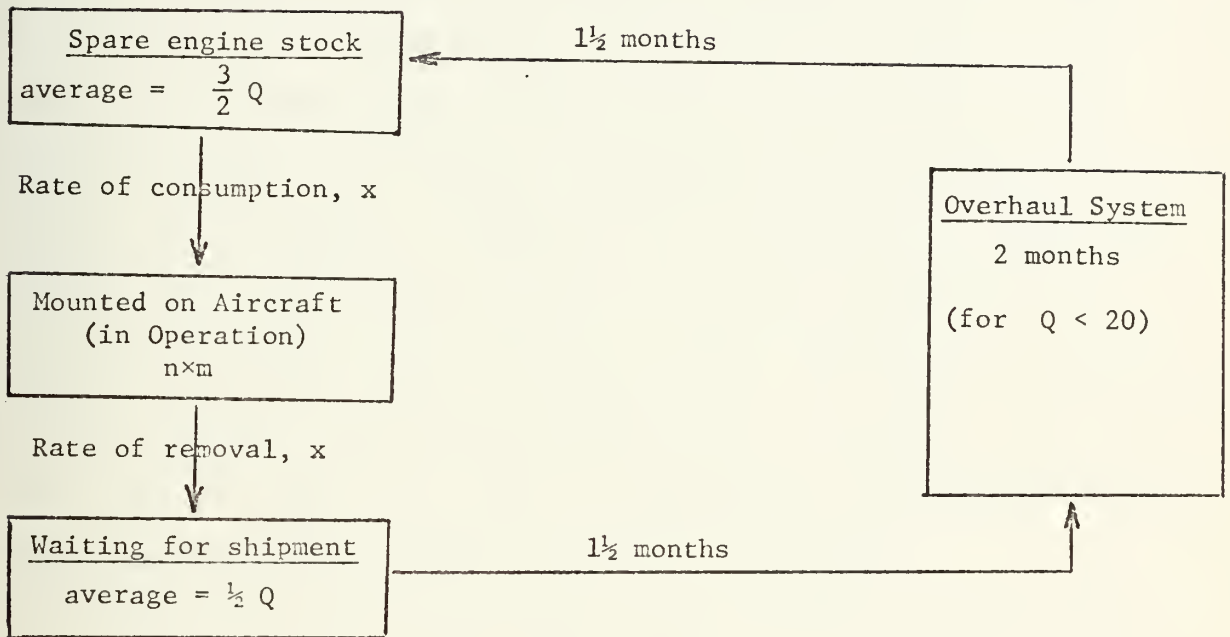 Spare engine stock
average = 3/2 Q
1½ months
Rate of consumption, x
Mounted on Aircraft
(in Operation)
n×m
Rate of removal, x
Waiting for shipment
average = ½ Q
1½ months
Overhaul System
2 months
(for Q < 20)